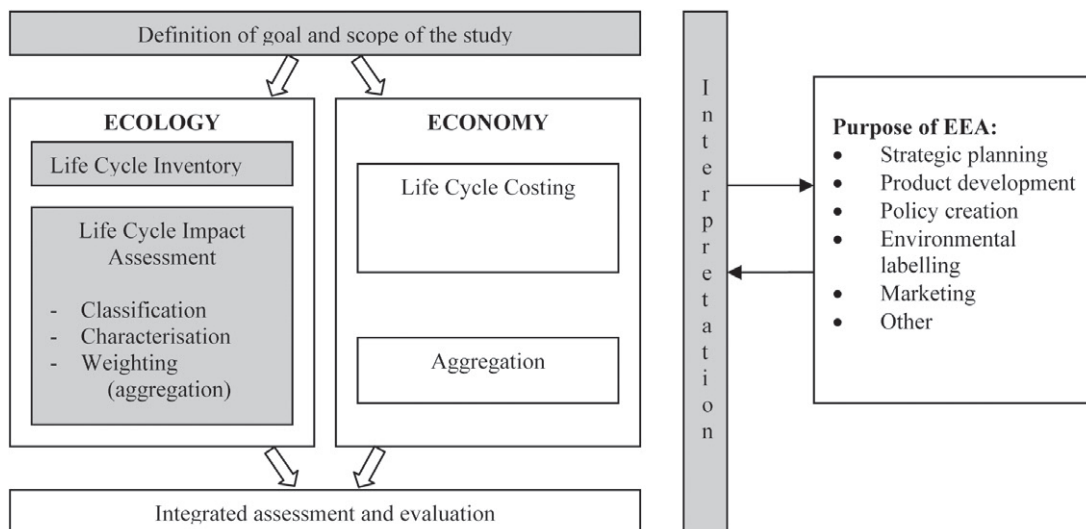 Definition of goal and scope of the study
ECOLOGY
Life Cycle Inventory
Life Cycle Impact
Assessment
- Classification
- Characterisation
- Weighting
(aggregation)
ECONOMY
Life Cycle Costing
Aggregation
Integrated assessment and evaluation
Interpretation
Purpose of EEA:
• Strategic planning
• Product development
• Policy creation
• Environmental
labelling
• Marketing
• Other